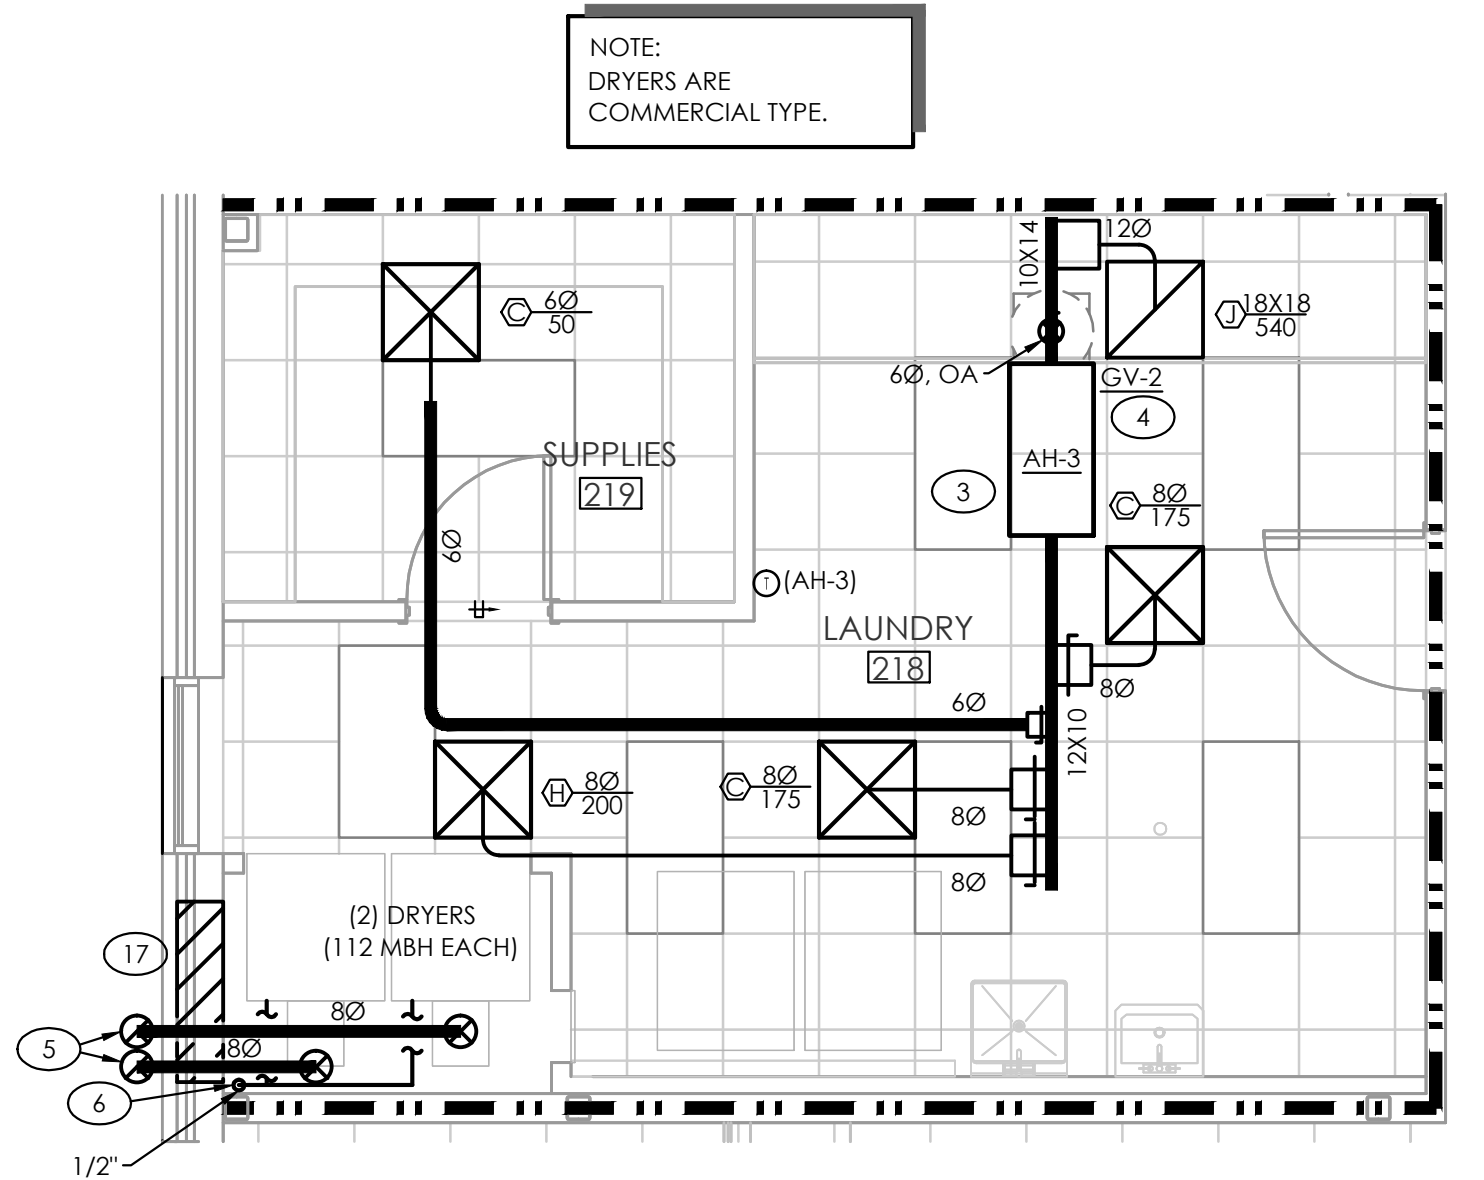 NOTE:
DRYERS ARE
COMMERCIAL TYPE.
10X14
12Ø
C
6Ø
50
J
18X18
540
6Ø, OA
GV-2
4
AH-3
3
C
8Ø
175
SUPPLIES
219
6Ø
T
(AH-3)
LAUNDRY
218
8Ø
6Ø
12X10
H
8Ø
200
C
8Ø
175
8Ø
8Ø
(2) DRYERS
(112 MBH EACH)
17
8Ø
5
8Ø
6
1/2"